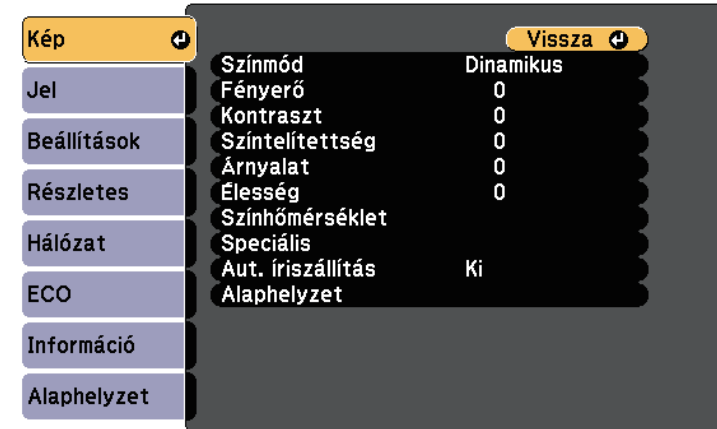 Kép
Jel
Beállítások
Részletes
Hálózat
ECO
Információ
Alaphelyzet
Vissza
Színmód Dinamikus
Fényerő 0
Kontraszt 0
Színtelítettség 0
Árnyalat 0
Élesség 0
Színhőmérséklet
Speciális
Aut. íriszállítás Ki
Alaphelyzet